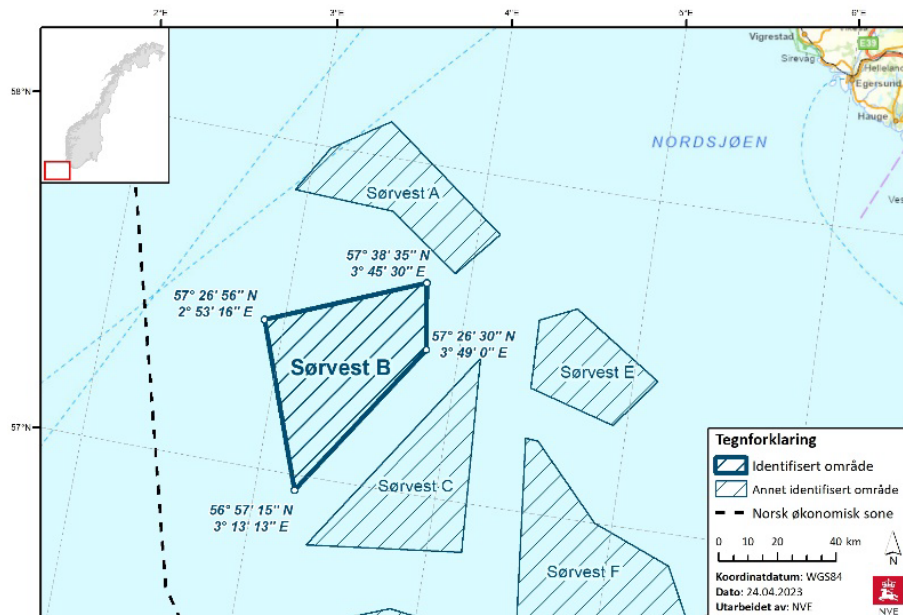 2°E
3°E
4°E
5°E
6°E
Vigrestad
Sirevåg
E39
Helleland
Egersund
Hauge
58°N
NORDSJØEN
Sørvest A
57° 38' 35" N
3° 45' 30" E
57° 26' 56" N
2° 53' 16" E
57° 26' 30" N
3° 49' 0" E
Sørvest B
Sørvest E
57°N
Sørvest C
56° 57' 15" N
3° 13' 13" E
Sørvest F
Tegnforklaring
Identifisert område
Annet identifisert område
Norsk økonomisk sone
0 10 20 40 km
N
Koordinatdatum: WGS84
Dato: 24.04.2023
Utarbeidet av: NVE
NVE